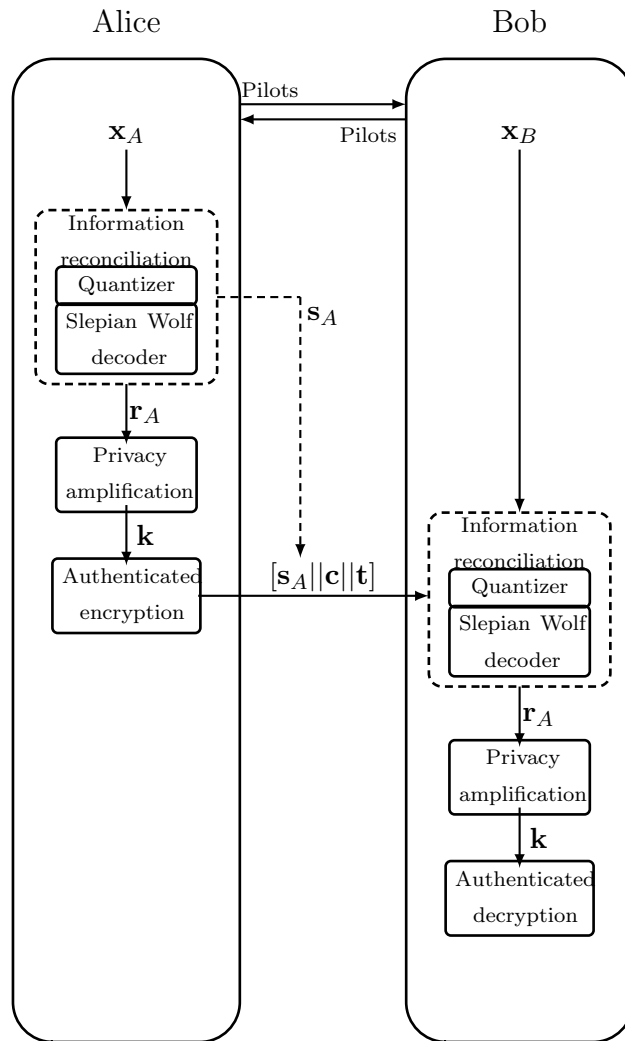 Alice
Bob
Pilots
Pilots
𝐱_A
𝐱_B
Information
reconciliation
Quantizer
Slepian Wolf
decoder
𝐬_A
𝐫_A
Privacy
amplification
𝐤
Authenticated
encryption
[𝐬_A||𝐜||𝐭]
Information
reconciliation
Quantizer
Slepian Wolf
decoder
𝐫_A
Privacy
amplification
𝐤
Authenticated
decryption